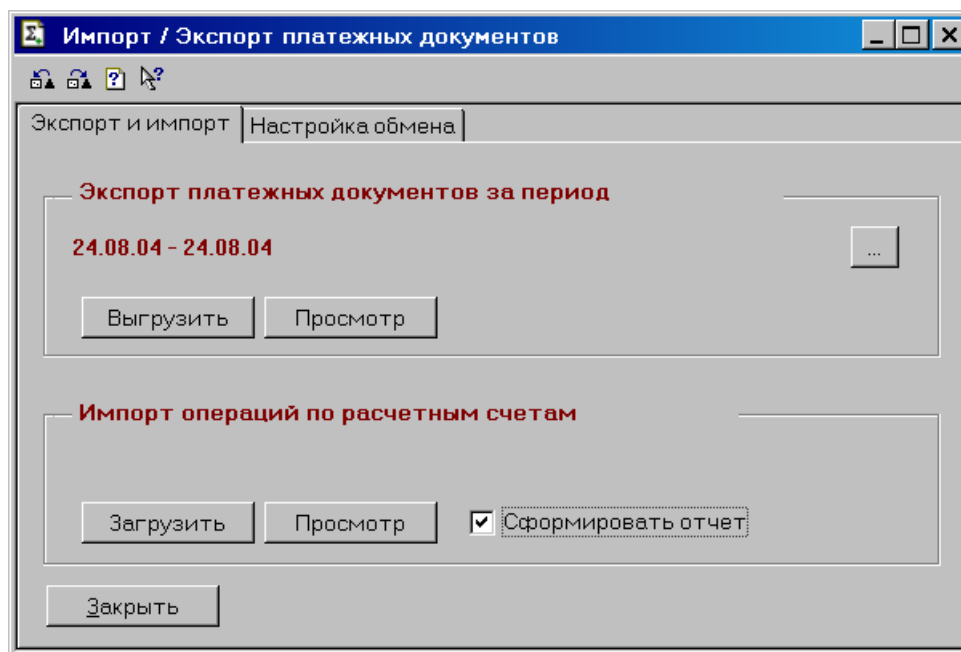 Импорт / Экспорт платежных документов
Экспорт и импорт Настройка обмена
Экспорт платежных документов за период
24.08.04 - 24.08.04 ...
Выгрузить Просмотр
Импорт операций по расчетным счетам
Загрузить Просмотр Сформировать отчет
Закрыть